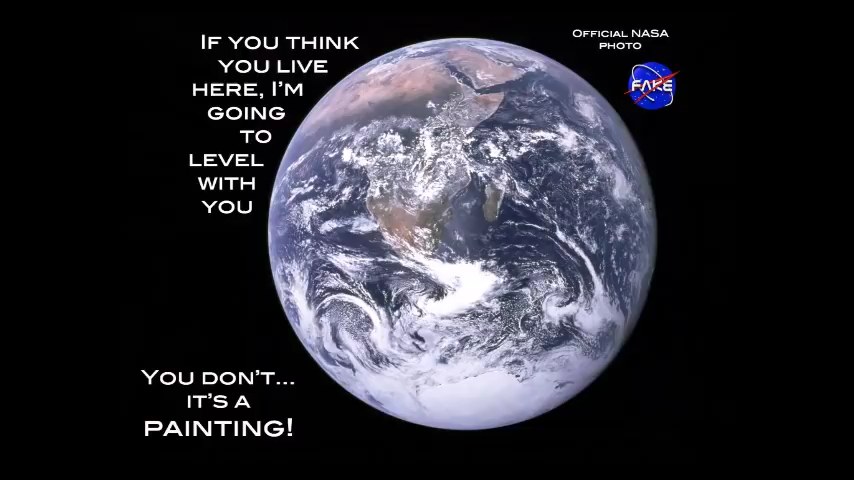 If you think
you live
here, I'm
going
to
level
with
you
Official NASA
photo
FAKE
You don't...
it's a
painting!